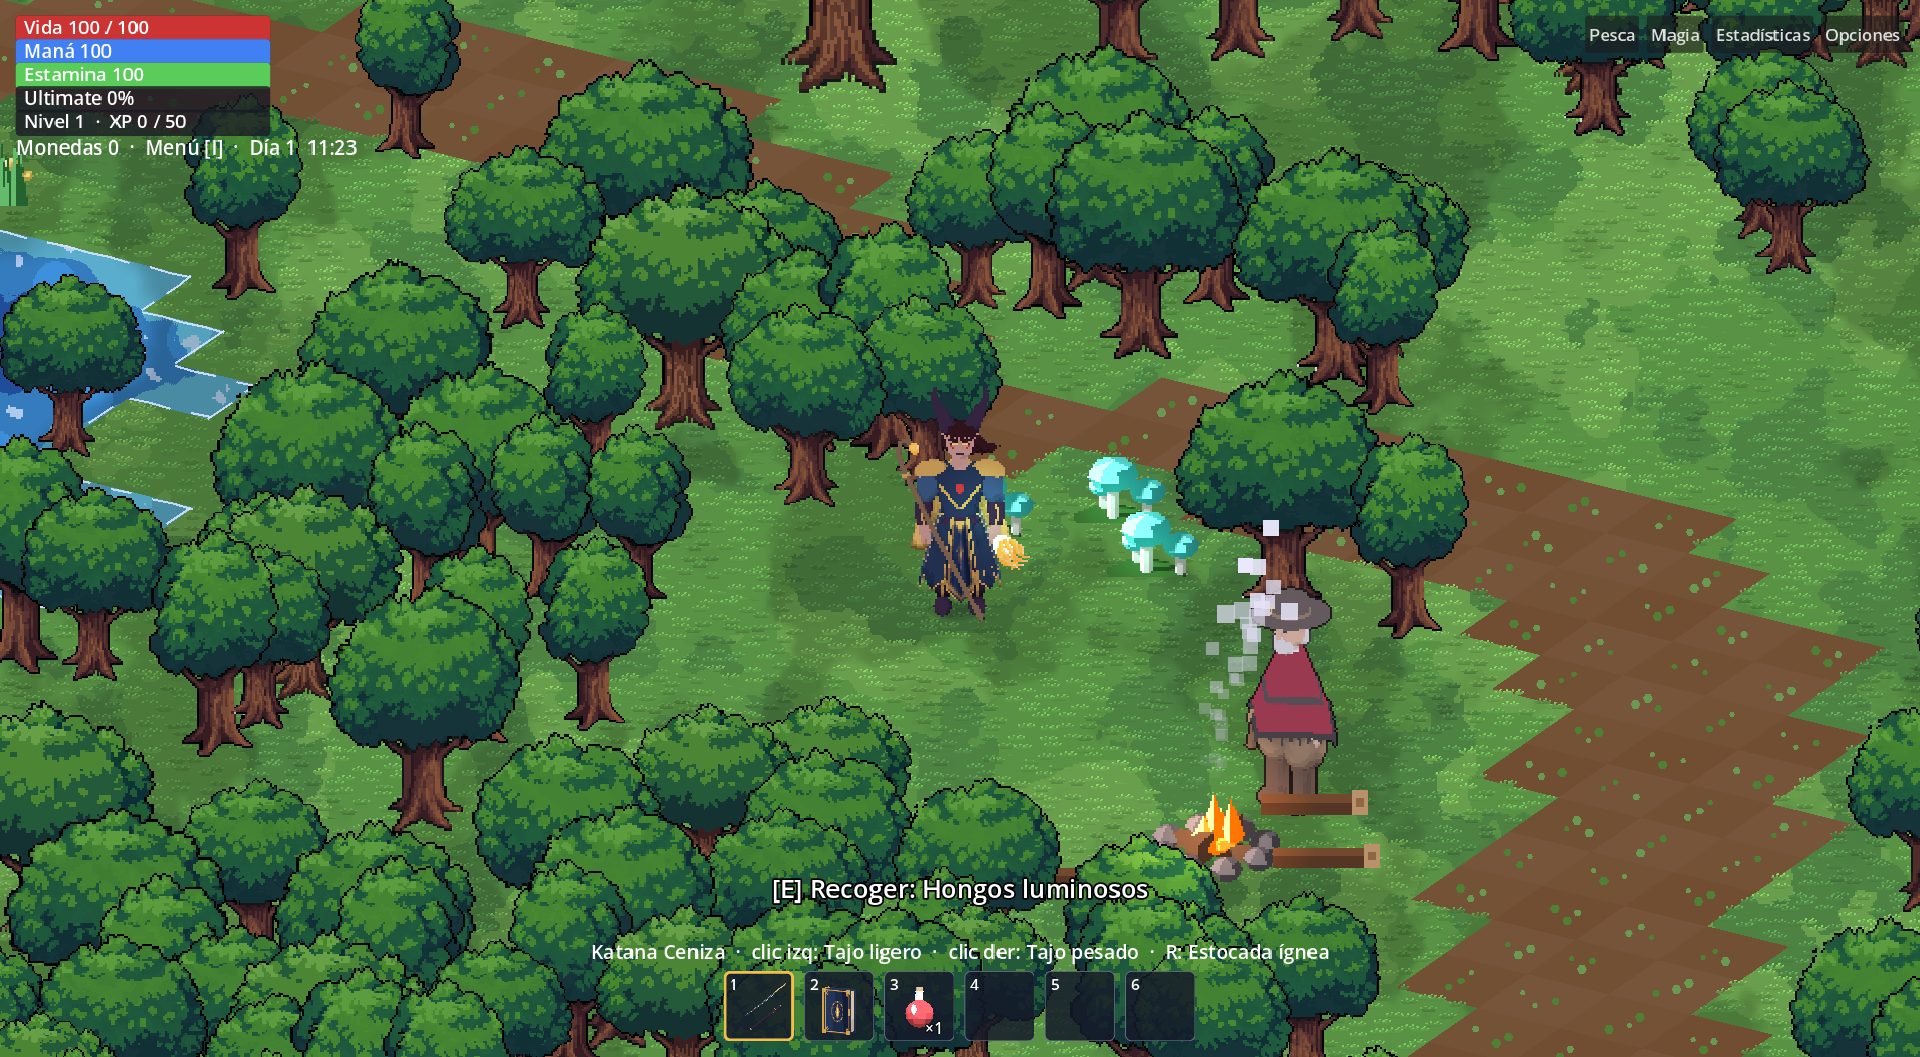 Vida 100 / 100
Maná 100
Estamina 100
Ultimate 0%
Nivel 1 · XP 0 / 50
Monedas 0 · Menú [I] · Día 1 11:23
Pesca Magia Estadísticas Opciones
[E] Recoger: Hongos luminosos
Katana Ceniza · clic izq: Tajo ligero · clic der: Tajo pesado · R: Estocada ígnea
1 2 3 4 5 6
×1